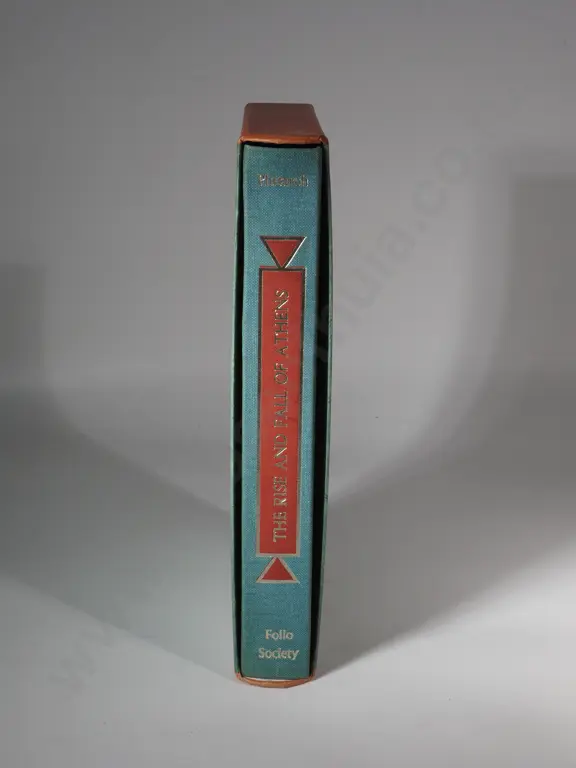 Plutarch
THE RISE AND FALL OF ATHENS
Folio
Society